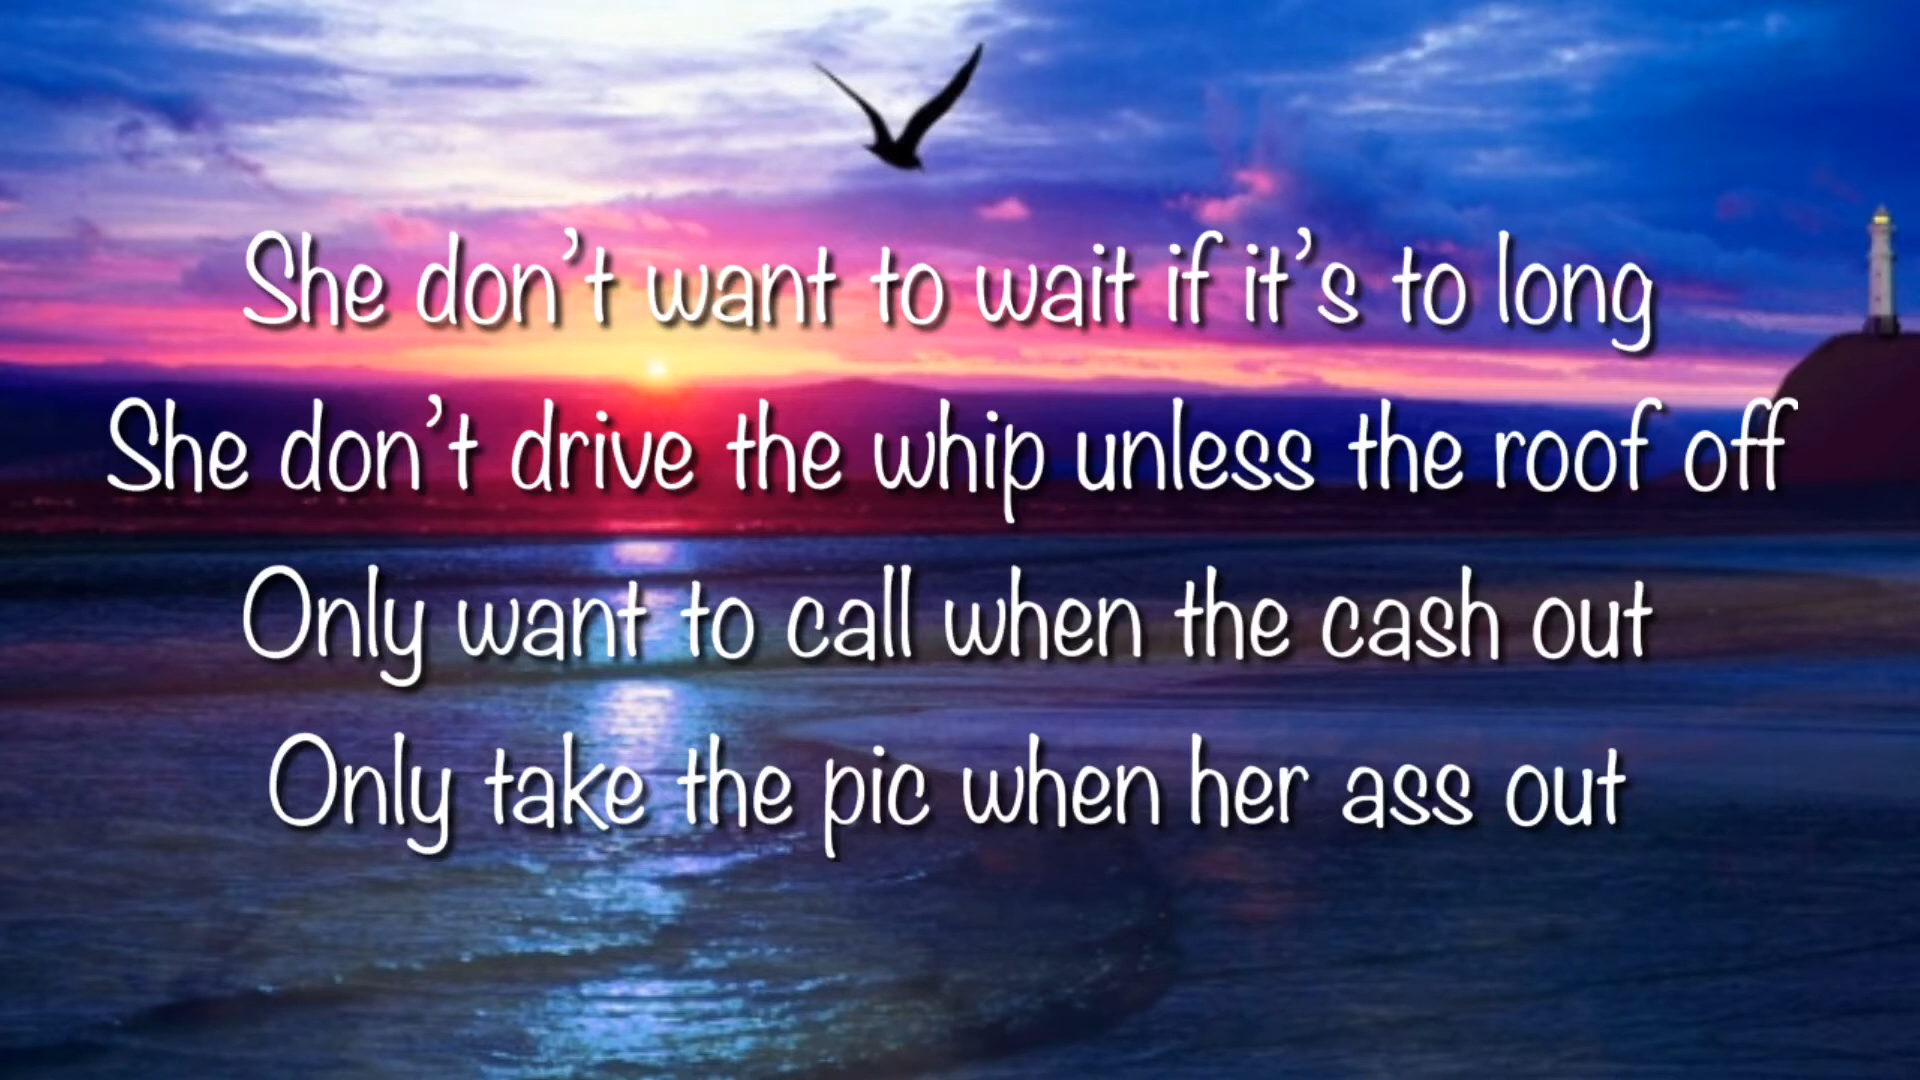 She don't want to wait if it's to long
She don't drive the whip unless the roof off
Only want to call when the cash out
Only take the pic when her ass out